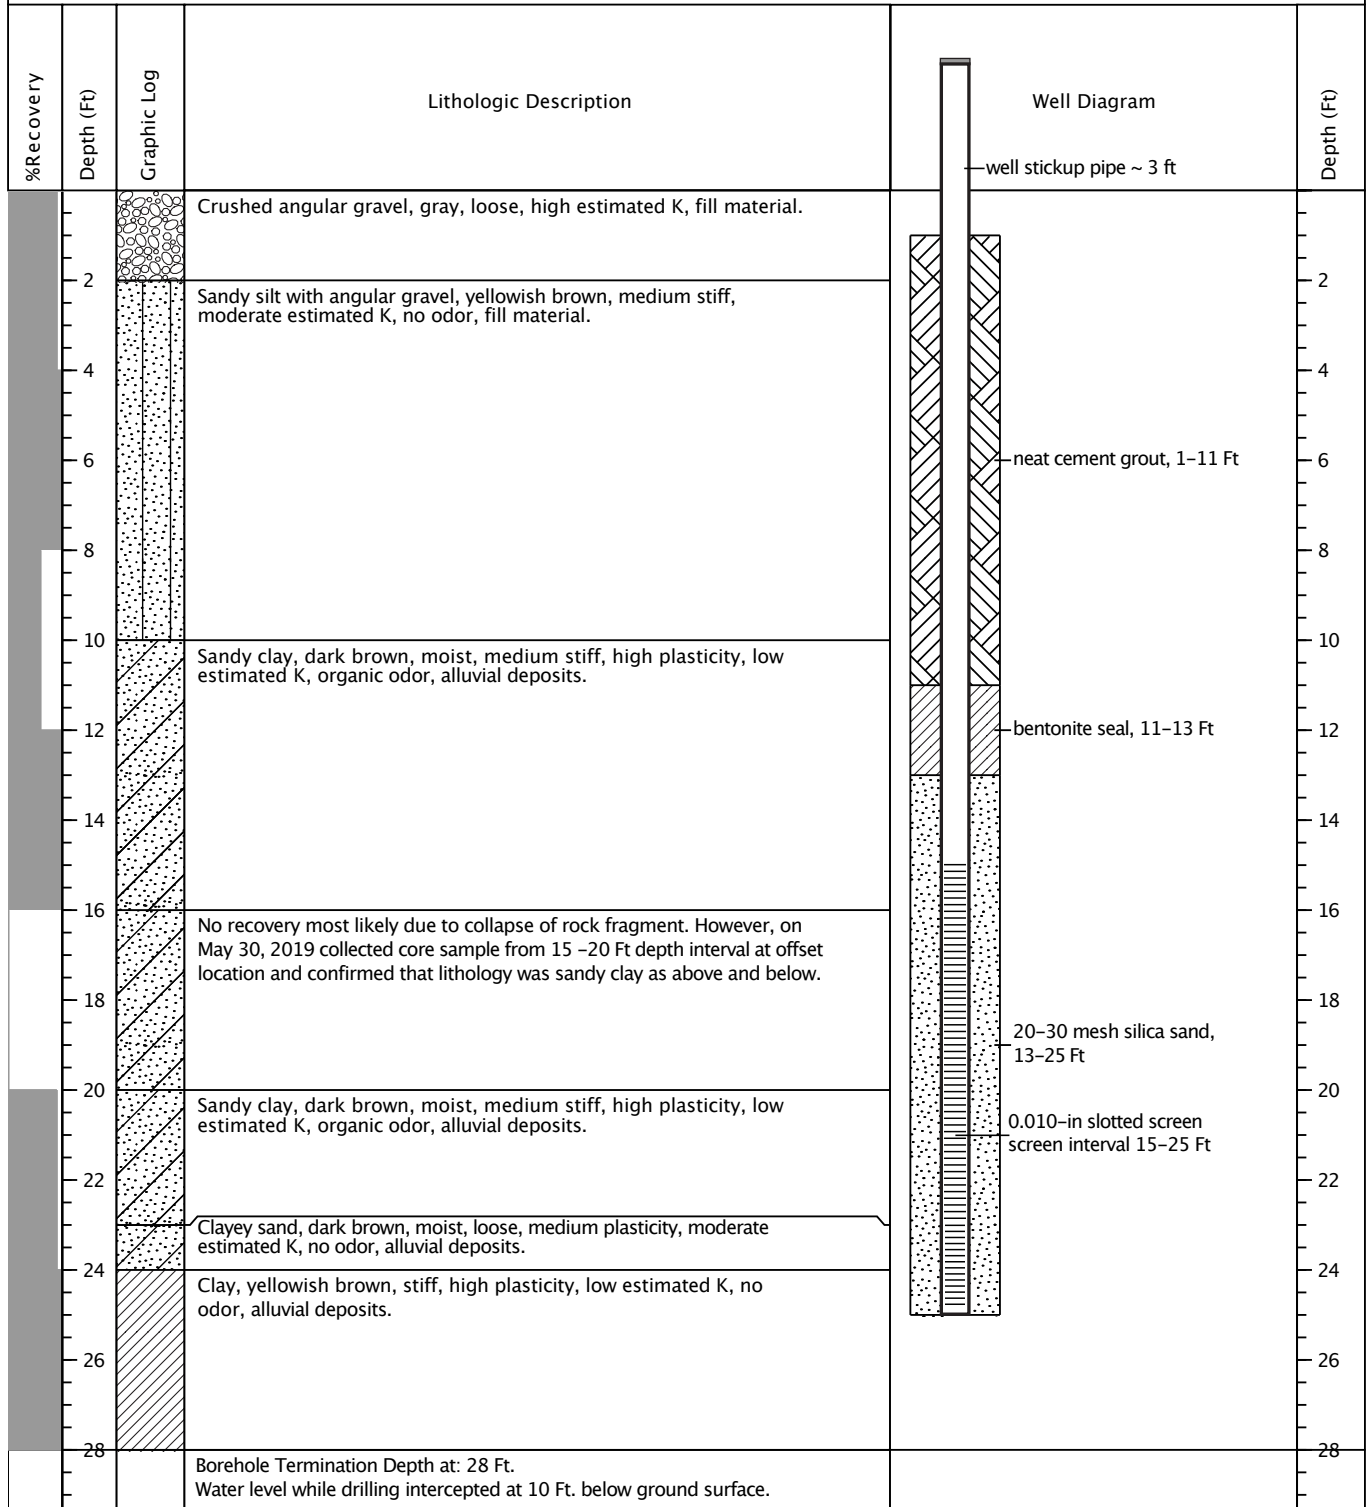 %Recovery
Depth (Ft)
Graphic Log
Lithologic Description
Well Diagram
Depth (Ft)
well stickup pipe ~ 3 ft
Crushed angular gravel, gray, loose, high estimated K, fill material.
2
2
Sandy silt with angular gravel, yellowish brown, medium stiff,
moderate estimated K, no odor, fill material.
4
4
6
neat cement grout, 1–11 Ft
6
8
8
10
10
Sandy clay, dark brown, moist, medium stiff, high plasticity, low
estimated K, organic odor, alluvial deposits.
12
bentonite seal, 11–13 Ft
12
14
14
16
16
No recovery most likely due to collapse of rock fragment. However, on
May 30, 2019 collected core sample from 15 –20 Ft depth interval at offset
location and confirmed that lithology was sandy clay as above and below.
18
18
20–30 mesh silica sand,
13–25 Ft
20
20
Sandy clay, dark brown, moist, medium stiff, high plasticity, low
estimated K, organic odor, alluvial deposits.
0.010–in slotted screen
screen interval 15–25 Ft
22
22
Clayey sand, dark brown, moist, loose, medium plasticity, moderate
estimated K, no odor, alluvial deposits.
24
24
Clay, yellowish brown, stiff, high plasticity, low estimated K, no
odor, alluvial deposits.
26
26
28
28
Borehole Termination Depth at: 28 Ft.
Water level while drilling intercepted at 10 Ft. below ground surface.